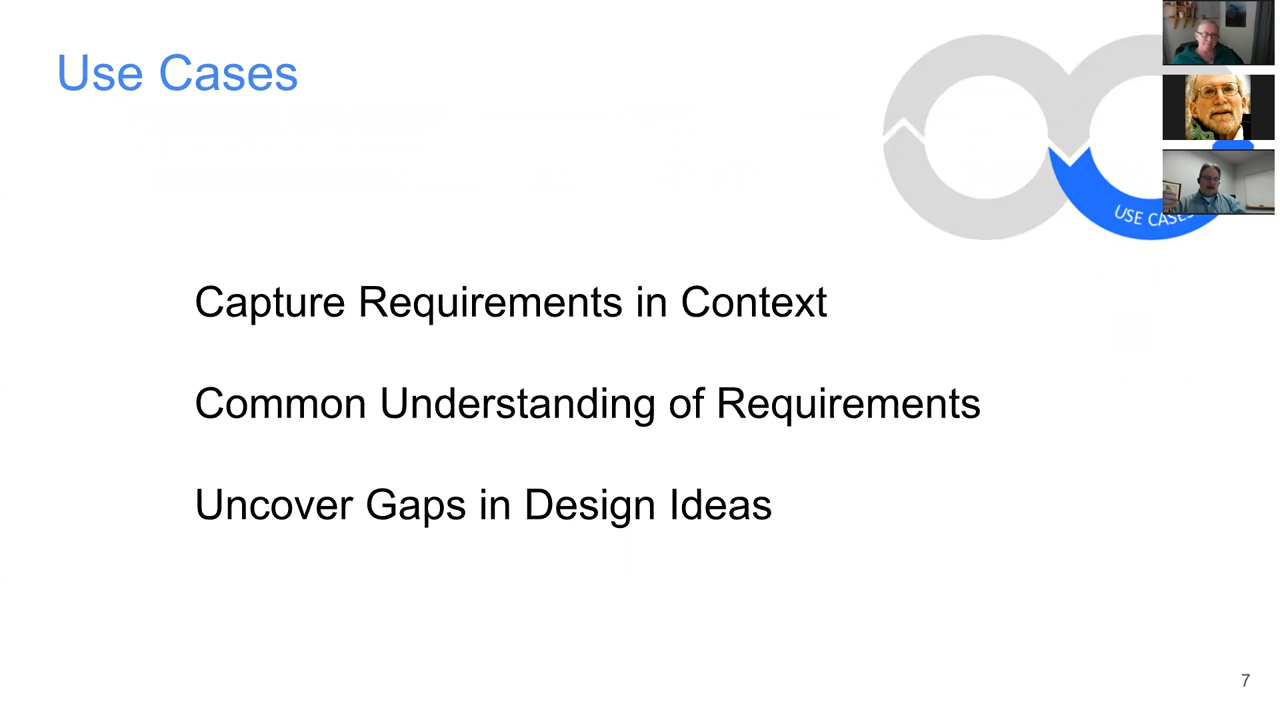 Use Cases
USE CASES
Capture Requirements in Context
Common Understanding of Requirements
Uncover Gaps in Design Ideas
7